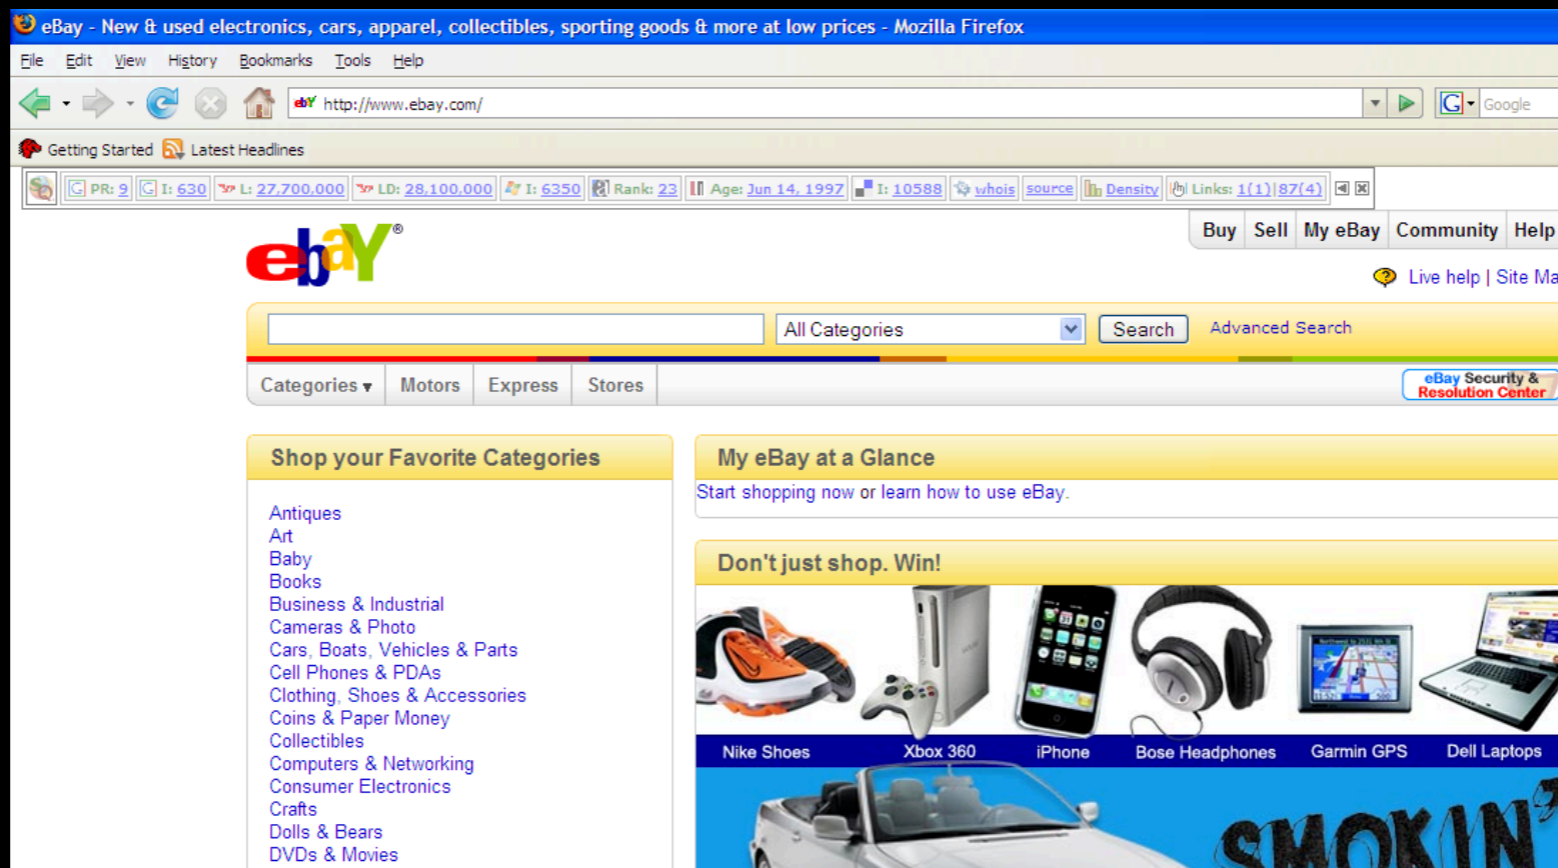 eBay - New & used electronics, cars, apparel, collectibles, sporting goods & more at low prices - Mozilla Firefox
File Edit View History Bookmarks Tools Help
ebY http://www.ebay.com/ G Google
Getting Started Latest Headlines
G PR: 9 G I: 630 L: 27,700,000 LD: 28,100,000 I: 6350 Rank: 23 Age: Jun 14, 1997 I: 10588 whois source Density Links: 1(1)|87(4)
ebaY® Buy Sell My eBay Community Help
Live help | Site Ma
All Categories Search Advanced Search
Categories Motors Express Stores
eBay Security &
Resolution Center
Shop your Favorite Categories
Antiques
Art
Baby
Books
Business & Industrial
Cameras & Photo
Cars, Boats, Vehicles & Parts
Cell Phones & PDAs
Clothing, Shoes & Accessories
Coins & Paper Money
Collectibles
Computers & Networking
Consumer Electronics
Crafts
Dolls & Bears
DVDs & Movies
My eBay at a Glance
Start shopping now or learn how to use eBay.
Don't just shop. Win!
Nike Shoes Xbox 360 iPhone Bose Headphones Garmin GPS Dell Laptops
SMOKIN'